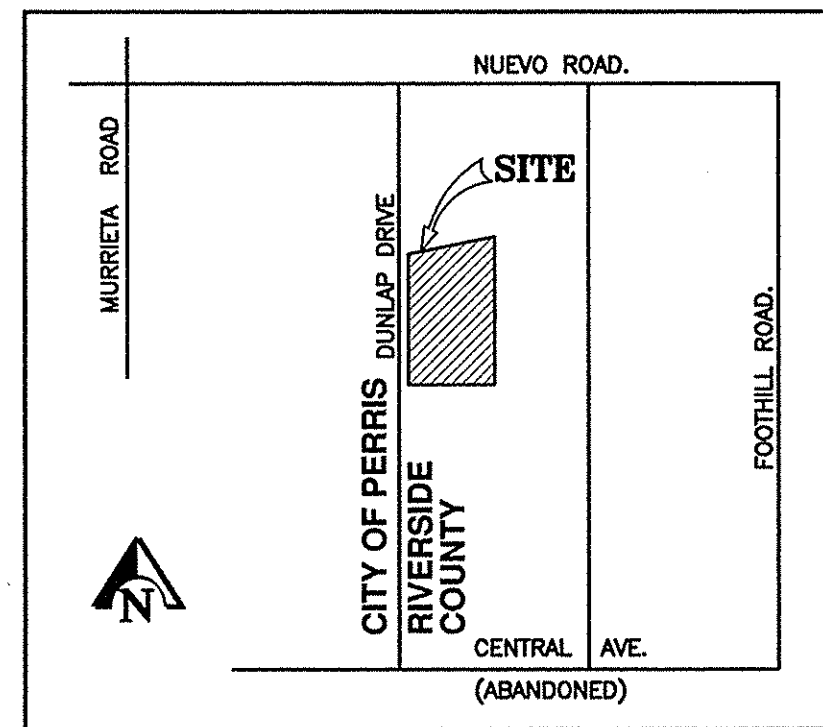 NUEVO ROAD.
MURRIETA ROAD
SITE
DUNLAP DRIVE
FOOTHILL ROAD.
CITY OF PERRIS
RIVERSIDE
COUNTY
N
CENTRAL AVE.
(ABANDONED)